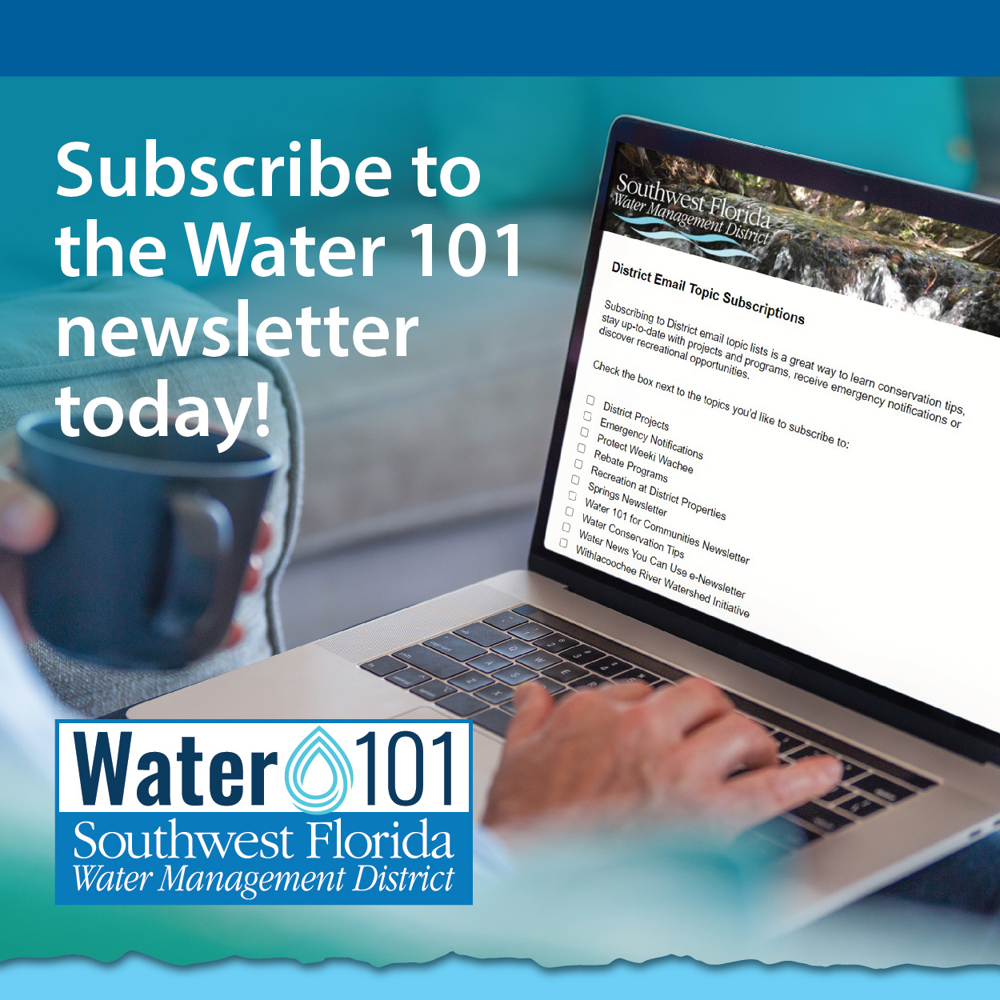 Subscribe to
the Water 101
newsletter
today!
Southwest Florida
Water Management District
District Email Topic Subscriptions
Subscribing to District email topic lists is a great way to learn conservation tips,
stay up-to-date with projects and programs, receive emergency notifications or
discover recreational opportunities.
Check the box next to the topics you'd like to subscribe to:
District Projects
Emergency Notifications
Protect Weeki Wachee
Rebate Programs
Recreation at District Properties
Springs Newsletter
Water 101 for Communities Newsletter
Water Conservation Tips
Water News You Can Use e-Newsletter
Withlacoochee River Watershed Initiative
Water 101
Southwest Florida
Water Management District